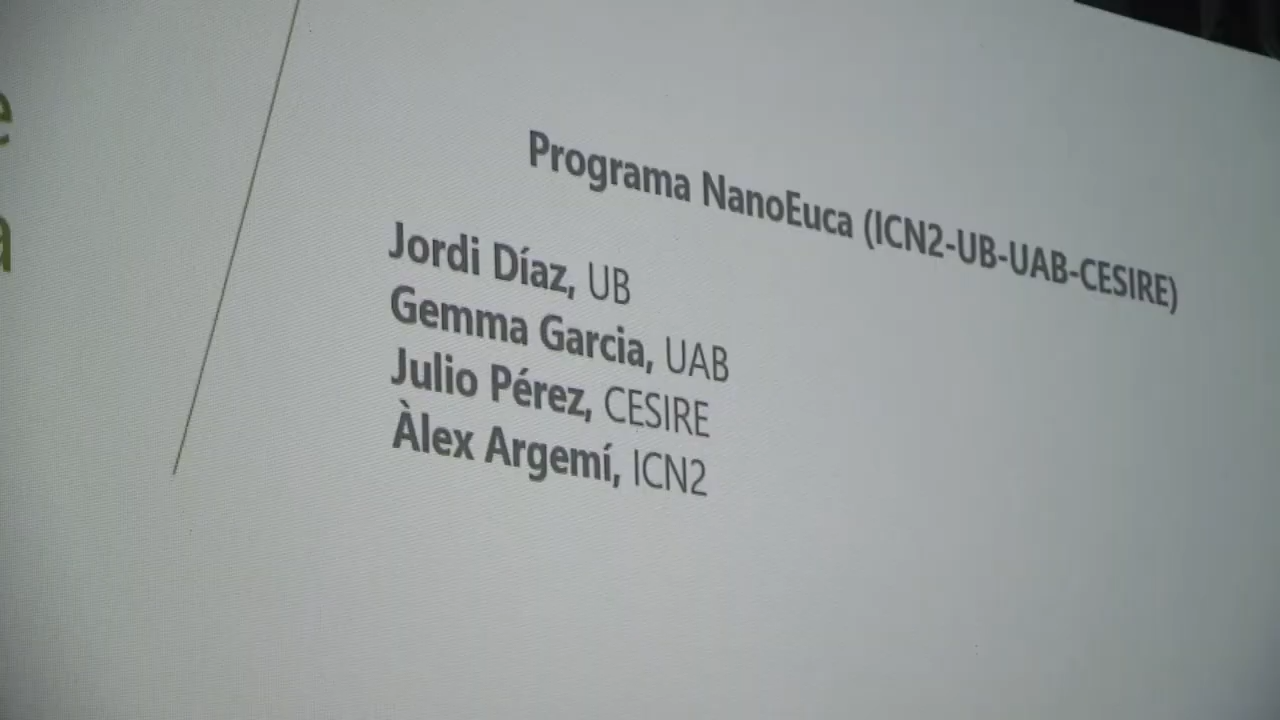 Programa NanoEuca (ICN2-UB-UAB-CESIRE)
Jordi Díaz, UB
Gemma Garcia, UAB
Julio Pérez, CESIRE
Àlex Argemí, ICN2